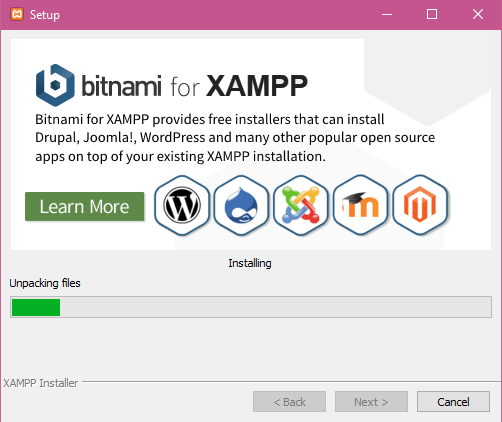 Setup
bitnami for XAMPP
Bitnami for XAMPP provides free installers that can install
Drupal, Joomla!, WordPress and many other popular open source
apps on top of your existing XAMPP installation.
Learn More
Installing
Unpacking files
XAMPP Installer
< Back Next > Cancel